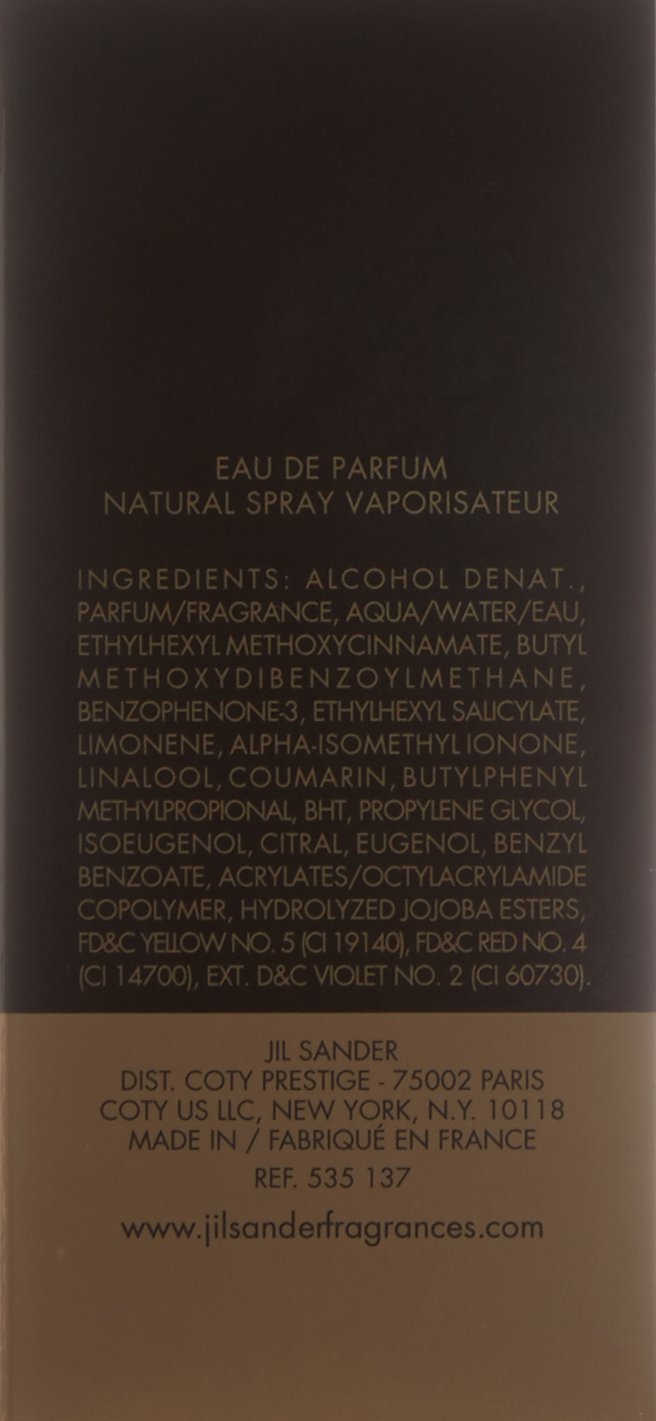 EAU DE PARFUM
NATURAL SPRAY VAPORISATEUR
INGREDIENTS: ALCOHOL DENAT.,
PARFUM/FRAGRANCE, AQUA/WATER/EAU,
ETHYLHEXYL METHOXYCINNAMATE, BUTYL
METHOXYDIBENZOYLMETHANE,
BENZOPHENONE-3, ETHYLHEXYL SALICYLATE,
LIMONENE, ALPHA-ISOMETHYL IONONE,
LINALOOL, COUMARIN, BUTYLPHENYL
METHYLPROPIONAL, BHT, PROPYLENE GLYCOL,
ISOEUGENOL, CITRAL, EUGENOL, BENZYL
BENZOATE, ACRYLATES/OCTYLACRYLAMIDE
COPOLYMER, HYDROLYZED JOJOBA ESTERS,
FD&C YELLOW NO. 5 (CI 19140), FD&C RED NO. 4
(CI 14700), EXT. D&C VIOLET NO. 2 (CI 60730).
JIL SANDER
DIST. COTY PRESTIGE - 75002 PARIS
COTY US LLC, NEW YORK, N.Y. 10118
MADE IN / FABRIQUÉ EN FRANCE
REF. 535 137
www.jilsanderfragrances.com